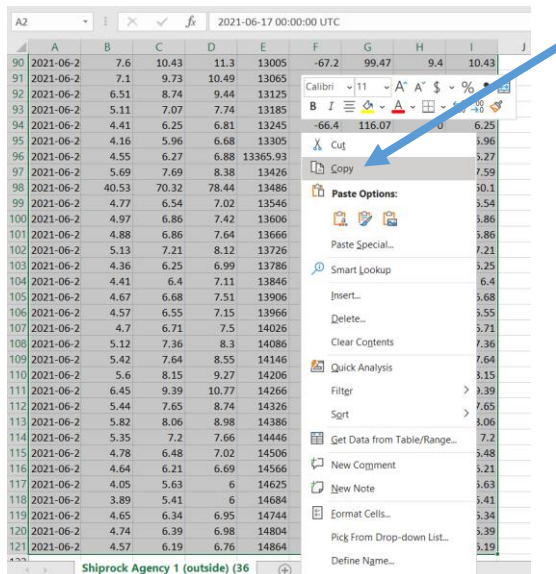 A2 fx 2021-06-17 00:00:00 UTC
A B C D E F G H I J
90 2021-06-2 7.6 10.43 11.3 13005 -67.2 99.47 9.4 10.43
91 2021-06-2 7.1 9.73 10.49 13065
Calibri 11 A^ A˅ $ % 
92 2021-06-2 6.51 8.74 9.44 13125
B I A .00
93 2021-06-2 5.11 7.07 7.74 13185
94 2021-06-2 4.41 6.25 6.81 13245 -66.4 116.07 0 6.25
95 2021-06-2 4.16 5.96 6.68 13305 Cut 5.96
96 2021-06-2 4.55 6.27 6.88 13365.93 5.27
97 2021-06-2 5.69 7.69 8.38 13426 Copy 7.59
98 2021-06-2 40.53 70.32 78.44 13486 Paste Options: 50.1
99 2021-06-2 4.77 6.54 7.02 13546 5.54
100 2021-06-2 4.97 6.86 7.42 13606 5.86
101 2021-06-2 4.88 6.86 7.64 13666 5.86
102 2021-06-2 5.13 7.21 8.12 13726 Paste Special... 7.21
103 2021-06-2 4.36 6.25 6.99 13786 5.25
104 2021-06-2 4.41 6.4 7.11 13846 Smart Lookup 6.4
105 2021-06-2 4.67 6.68 7.51 13906 Insert... 5.68
106 2021-06-2 4.57 6.55 7.15 13966 5.55
107 2021-06-2 4.7 6.71 7.5 14026 Delete... 5.71
108 2021-06-2 5.12 7.36 8.3 14086 Clear Contents 7.36
109 2021-06-2 5.42 7.64 8.55 14146 7.64
110 2021-06-2 5.6 8.15 9.27 14206 Quick Analysis 3.15
111 2021-06-2 6.45 9.39 10.77 14266 Filter > 9.39
112 2021-06-2 5.44 7.65 8.74 14326 7.65
113 2021-06-2 5.82 8.06 8.98 14386 Sort > 3.06
114 2021-06-2 5.35 7.2 7.66 14446 Get Data from Table/Range... 7.2
115 2021-06-2 4.78 6.48 7.02 14506 5.48
116 2021-06-2 4.64 6.21 6.69 14566 New Comment 5.21
117 2021-06-2 4.05 5.63 6 14625 New Note 5.63
118 2021-06-2 3.89 5.41 6 14684 5.41
119 2021-06-2 4.65 6.34 6.95 14744 Format Cells... 5.34
120 2021-06-2 4.74 6.39 6.98 14804 Pick From Drop-down List... 5.39
121 2021-06-2 4.57 6.19 6.76 14864 5.19
Define Name...
Shiprock Agency 1 (outside) (36